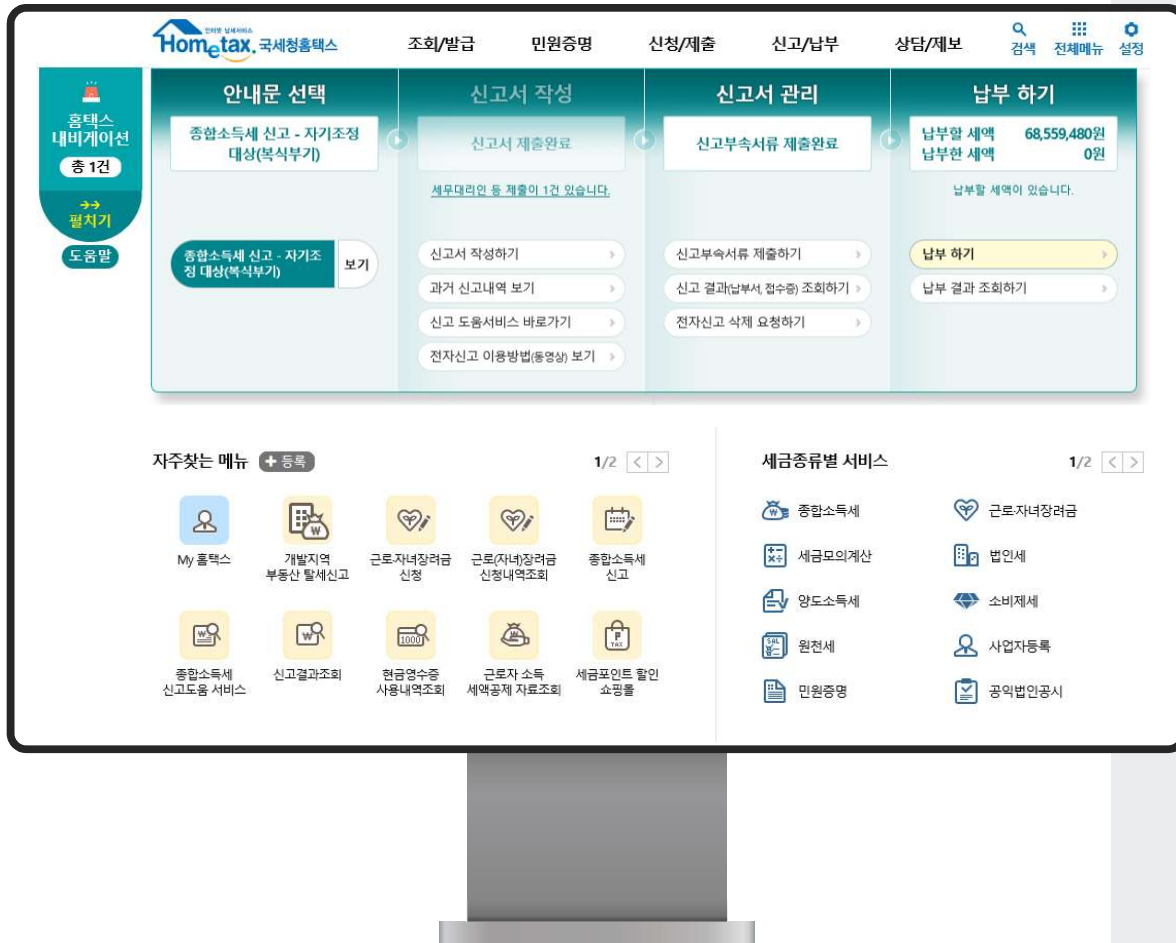 인터넷 납세서비스
Hometax. 국세청홈택스
조회/발급
민원증명
신청/제출
신고/납부
상담/제보
검색
전체메뉴
설정
홈택스
내비게이션
총 1건
펼치기
도움말
안내문 선택
종합소득세 신고 - 자기조정
대상(복식부기)
종합소득세 신고 - 자기조
정 대상(복식부기)
보기
신고서 작성
신고서 제출완료
세무대리인 등 제출이 1건 있습니다.
신고서 작성하기
과거 신고내역 보기
신고 도움서비스 바로가기
전자신고 이용방법(동영상) 보기
신고서 관리
신고부속서류 제출완료
신고부속서류 제출하기
신고 결과(납부서, 접수증) 조회하기
전자신고 삭제 요청하기
납부 하기
납부할 세액 68,559,480원
납부한 세액 0원
납부할 세액이 있습니다.
납부 하기
납부 결과 조회하기
자주찾는 메뉴
+ 등록
1/2 < >
My 홈택스
개발지역
부동산 탈세신고
근로·자녀장려금
신청
근로(자녀)장려금
신청내역조회
종합소득세
신고
종합소득세
신고도움 서비스
신고결과조회
현금영수증
사용내역조회
근로자 소득
세액공제 자료조회
세금포인트 할인
쇼핑몰
세금종류별 서비스
1/2 < >
종합소득세
근로·자녀장려금
세금모의계산
법인세
양도소득세
소비제세
원천세
사업자등록
민원증명
공익법인공시